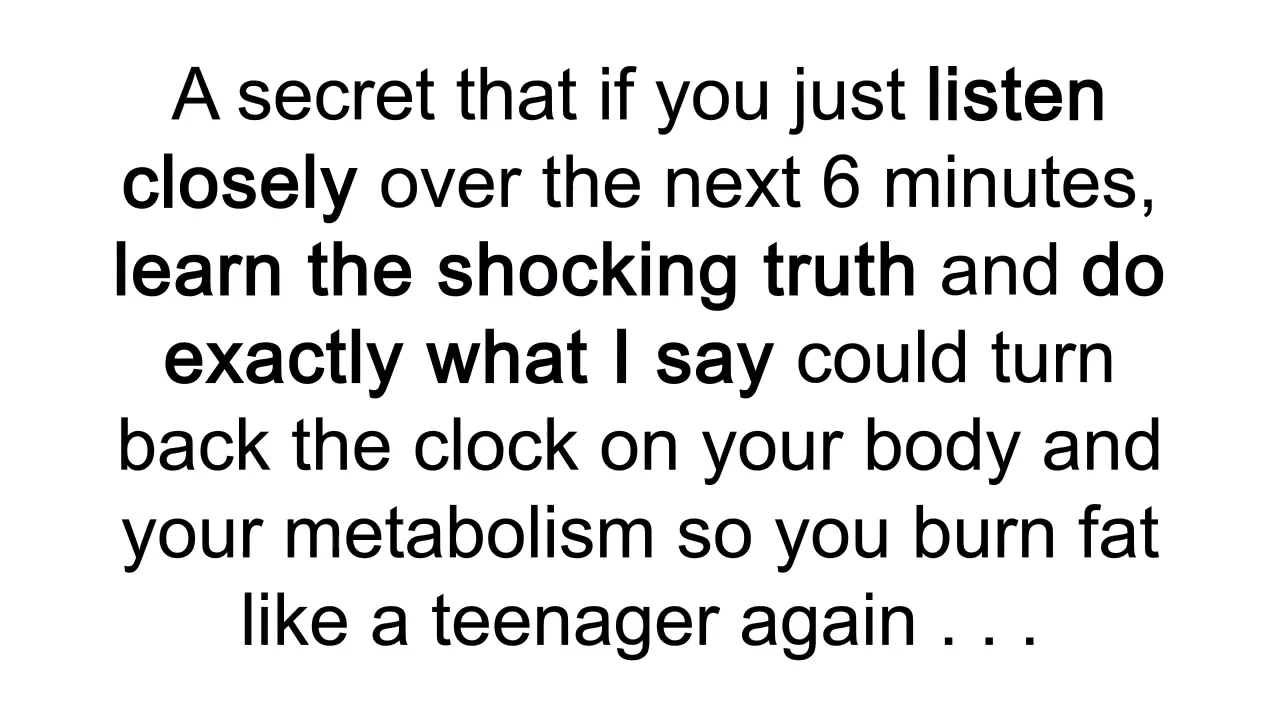 A secret that if you just listen
closely over the next 6 minutes,
learn the shocking truth and do
exactly what I say could turn
back the clock on your body and
your metabolism so you burn fat
like a teenager again . . .